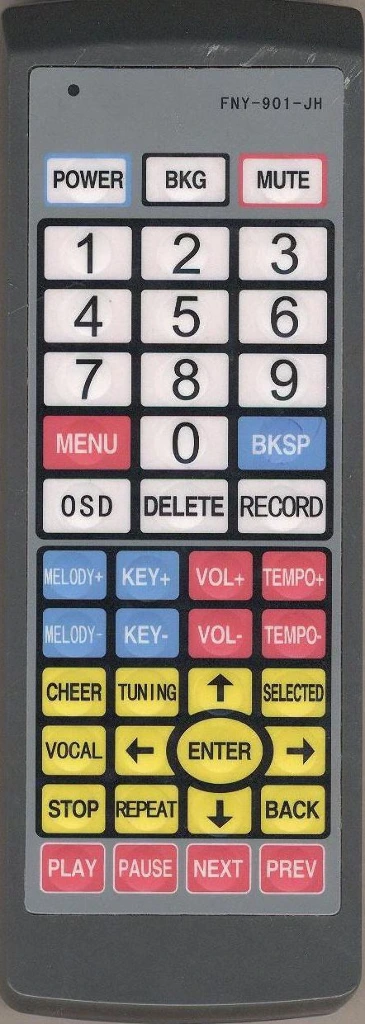 FNY-901-JH
POWER BKG MUTE
1 2 3
4 5 6
7 8 9
MENU 0 BKSP
OSD DELETE RECORD
MELODY+ KEY+ VOL+ TEMPO+
MELODY- KEY- VOL- TEMPO-
CHEER TUNING ↑ SELECTED
VOCAL ← ENTER →
STOP REPEAT ↓ BACK
PLAY PAUSE NEXT PREV